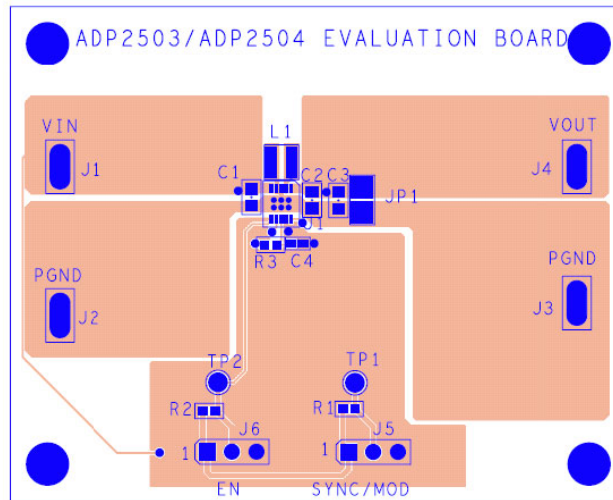 ADP2503/ADP2504 EVALUATION BOARD
VIN
VOUT
L1
J1
J4
C1
C2
C3
JP1
U1
R3
C4
PGND
PGND
J2
J3
TP2
TP1
R2
R1
J6
J5
1
1
EN
SYNC/MOD